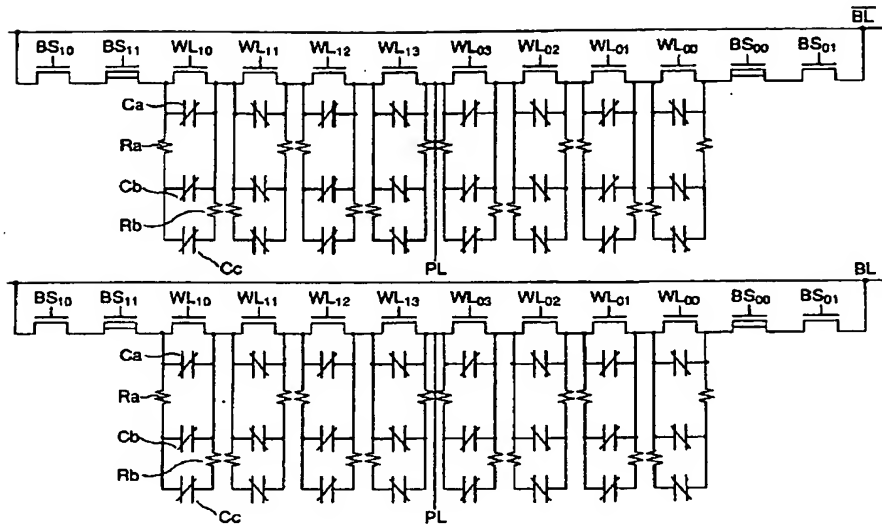 B̅L̅
BS₁₀ BS₁₁ WL₁₀ WL₁₁ WL₁₂ WL₁₃ WL₀₃ WL₀₂ WL₀₁ WL₀₀ BS₀₀ BS₀₁
Ca
Ra
Cb
Rb
Cc PL
BL
BS₁₀ BS₁₁ WL₁₀ WL₁₁ WL₁₂ WL₁₃ WL₀₃ WL₀₂ WL₀₁ WL₀₀ BS₀₀ BS₀₁
Ca
Ra
Cb
Rb
Cc PL